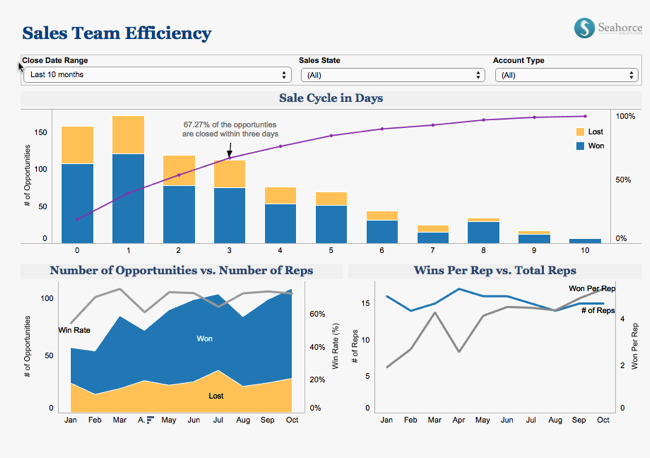 Sales Team Efficiency
Seahorce
SOLUTIONS
Close Date Range
Sales State
Account Type
Last 10 months
(All)
(All)
Sale Cycle in Days
67.27% of the opportunties
are closed within three days
Lost
Won
# of Opportunities
150
100
50
0
100%
50%
0%
0 1 2 3 4 5 6 7 8 9 10
Number of Opportunities vs. Number of Reps
# of Opportunities
100
50
0
Win Rate
Won
Lost
60%
40%
20%
0%
Win Rate (%)
Jan Feb Mar A. May Jun Jul Aug Sep Oct
Wins Per Rep vs. Total Reps
# of Reps
15
10
5
0
Won Per Rep
# of Reps
4
2
0
Won Per Rep
Jan Feb Mar Apr May Jun Jul Aug Sep Oct